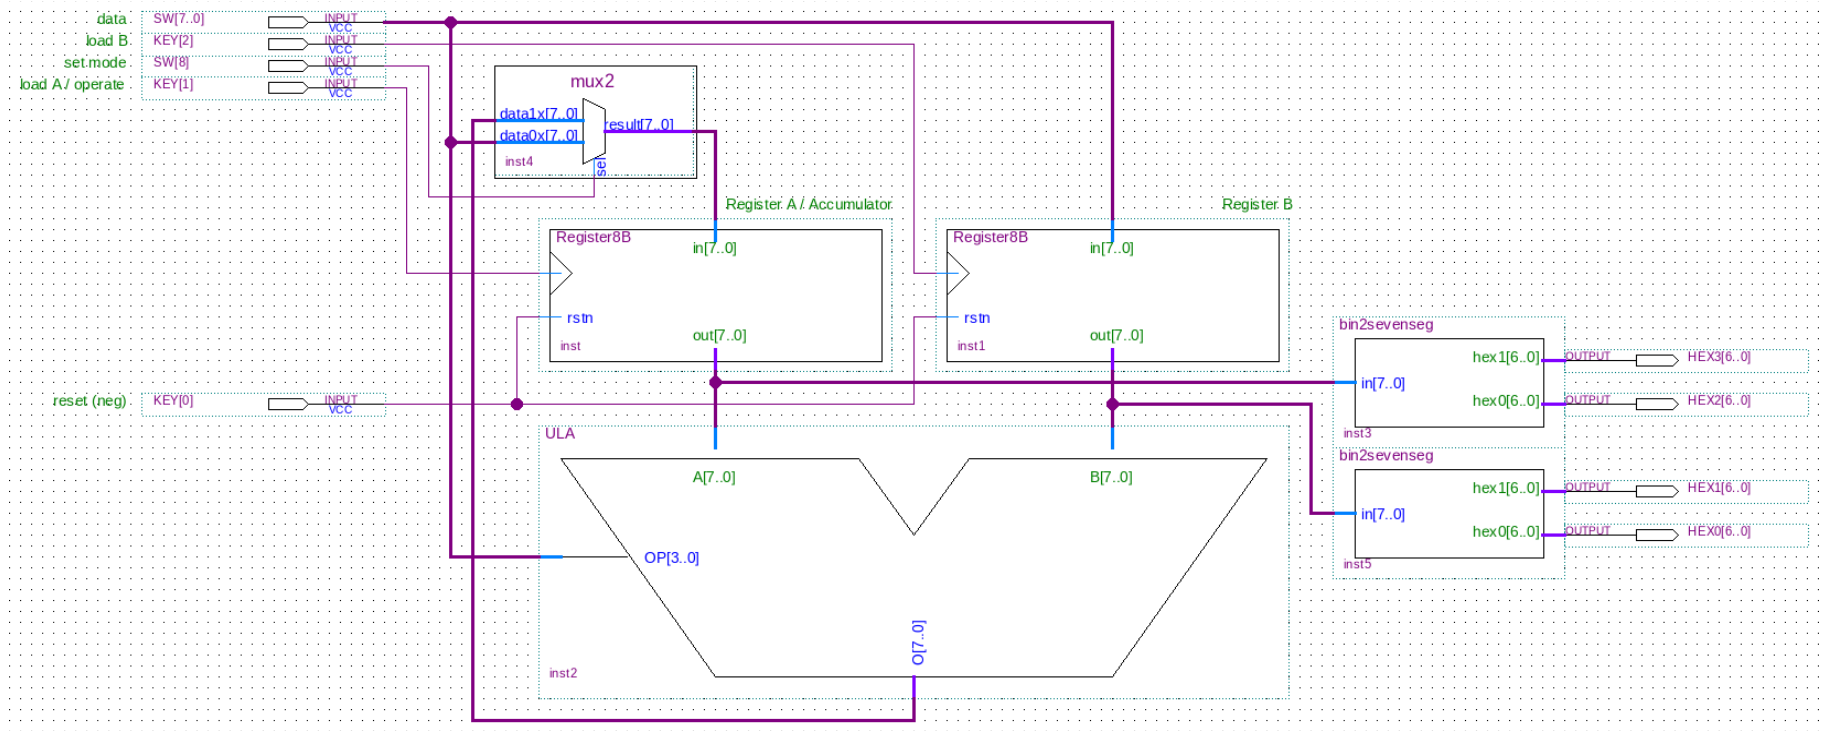 data SW[7..0] INPUT VCC
load B KEY[2] INPUT VCC
set mode SW[8] INPUT VCC
load A / operate KEY[1] INPUT VCC
mux2
data1x[7..0]
data0x[7..0]
result[7..0]
sel
inst4
Register A / Accumulator
Register B
Register8B
in[7..0]
rstn
out[7..0]
inst
Register8B
in[7..0]
rstn
out[7..0]
inst1
reset (neg) KEY[0] INPUT VCC
ULA
A[7..0]
B[7..0]
OP[3..0]
O[7..0]
inst2
bin2sevenseg
in[7..0]
hex1[6..0] OUTPUT HEX3[6..0]
hex0[6..0] OUTPUT HEX2[6..0]
inst3
bin2sevenseg
in[7..0]
hex1[6..0] OUTPUT HEX1[6..0]
hex0[6..0] OUTPUT HEX0[6..0]
inst5